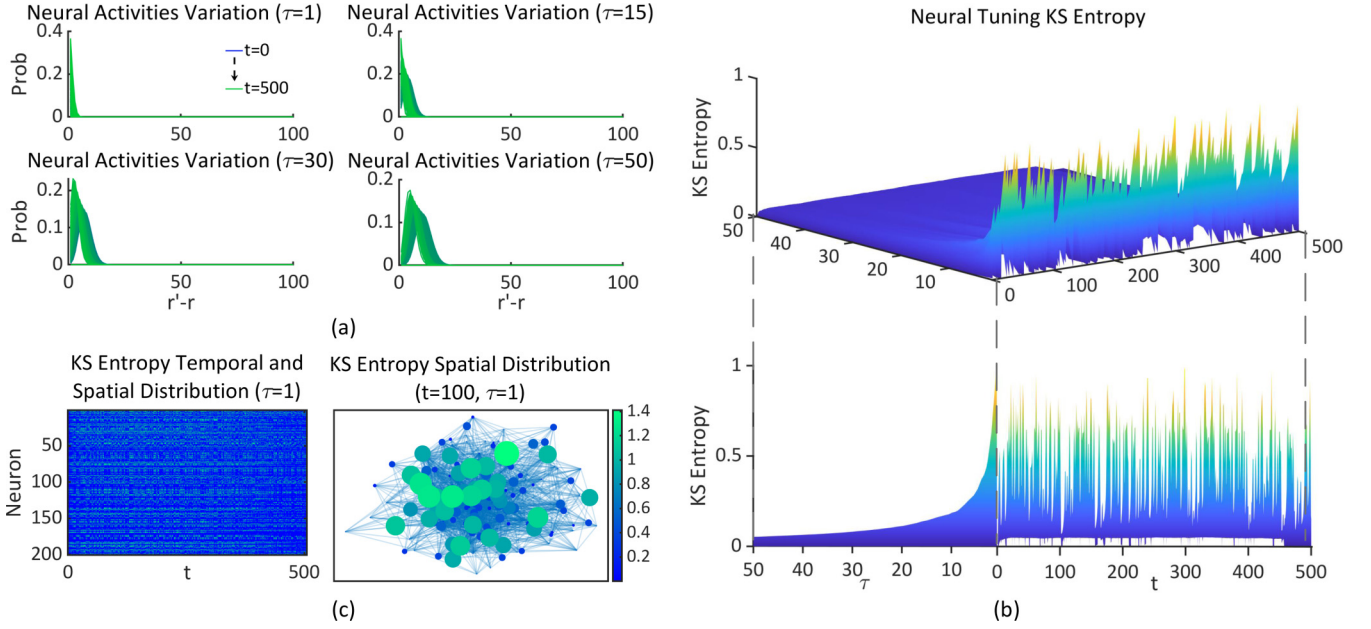 Neural Activities Variation (τ=1)
0.4
0.2
0
Prob
0
50
100
t=0
t=500
Neural Activities Variation (τ=15)
0.4
0.2
0
0
50
100
Neural Activities Variation (τ=30)
0.2
0.1
0
Prob
0
50
100
r'-r
Neural Activities Variation (τ=50)
0.2
0.1
0
0
50
100
r'-r
(a)
KS Entropy Temporal and
Spatial Distribution (τ=1)
Neuron
50
100
150
200
0
t
500
KS Entropy Spatial Distribution
(t=100, τ=1)
1.4
1.2
1
0.8
0.6
0.4
0.2
(c)
Neural Tuning KS Entropy
KS Entropy
1
0.5
0
50
40
30
20
10
0
100
200
300
400
500
KS Entropy
1
0.5
0
50
40
30
20
10
0
100
200
300
400
500
τ
t
(b)